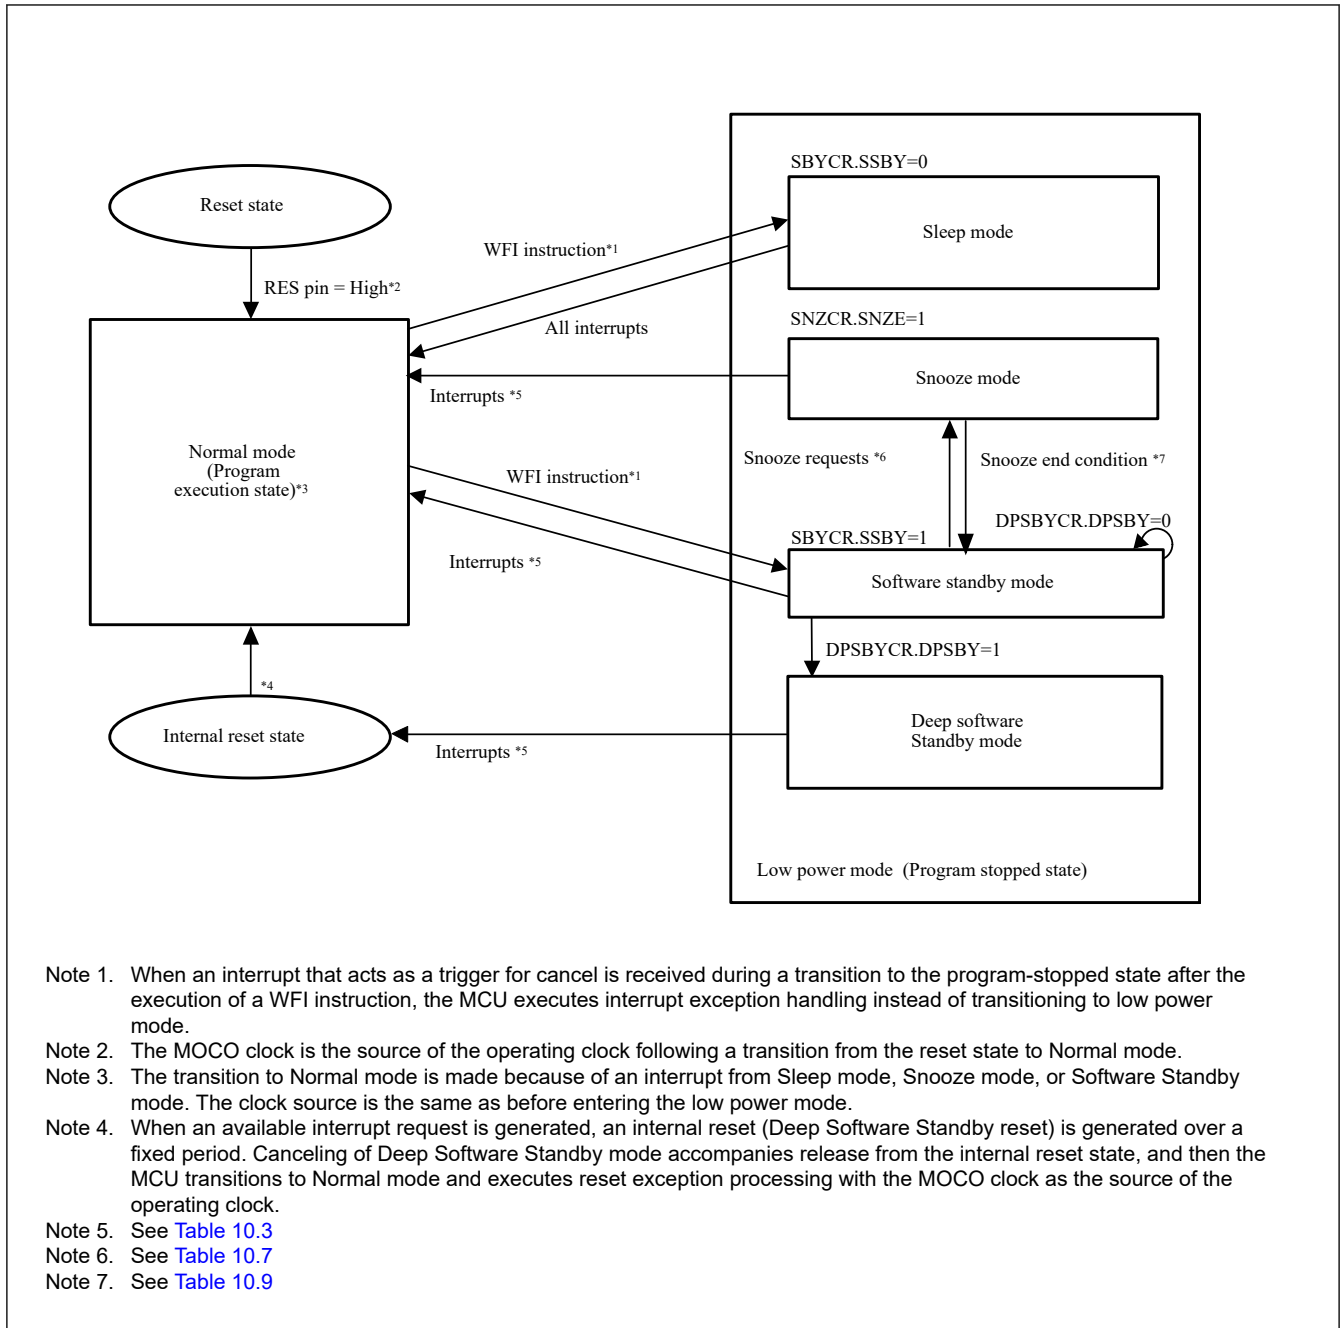 SBYCR.SSBY=0
Reset state
Sleep mode
WFI instruction*1
RES pin = High*2
All interrupts
SNZCR.SNZE=1
Snooze mode
Interrupts *5
Normal mode
(Program
execution state)*3
Snooze requests *6
Snooze end condition *7
WFI instruction*1
DPSBYCR.DPSBY=0
SBYCR.SSBY=1
Interrupts *5
Software standby mode
DPSBYCR.DPSBY=1
*4
Internal reset state
Deep software
Standby mode
Interrupts *5
Low power mode (Program stopped state)
Note 1. When an interrupt that acts as a trigger for cancel is received during a transition to the program-stopped state after the
execution of a WFI instruction, the MCU executes interrupt exception handling instead of transitioning to low power
mode.
Note 2. The MOCO clock is the source of the operating clock following a transition from the reset state to Normal mode.
Note 3. The transition to Normal mode is made because of an interrupt from Sleep mode, Snooze mode, or Software Standby
mode. The clock source is the same as before entering the low power mode.
Note 4. When an available interrupt request is generated, an internal reset (Deep Software Standby reset) is generated over a
fixed period. Canceling of Deep Software Standby mode accompanies release from the internal reset state, and then the
MCU transitions to Normal mode and executes reset exception processing with the MOCO clock as the source of the
operating clock.
Note 5. See Table 10.3
Note 6. See Table 10.7
Note 7. See Table 10.9